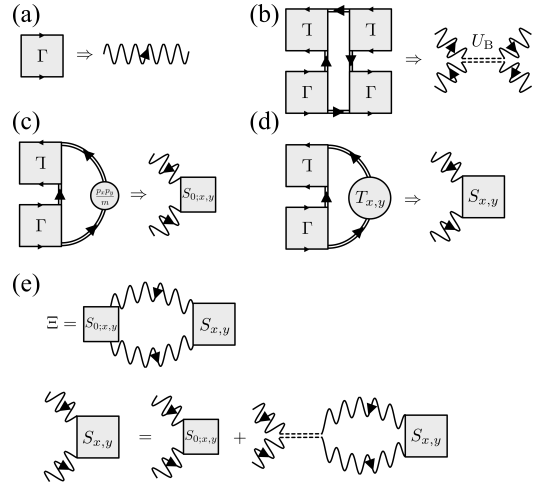 (a)
Γ ⇒
(b)
Γ Γ
U_B
Γ Γ ⇒
(c)
Γ
p_x p_y / m ⇒ S_{0;x,y}
Γ
(d)
Γ
T_{x,y} ⇒ S_{x,y}
Γ
(e)
Ξ = S_{0;x,y} S_{x,y}
S_{x,y} = S_{0;x,y} + S_{x,y}